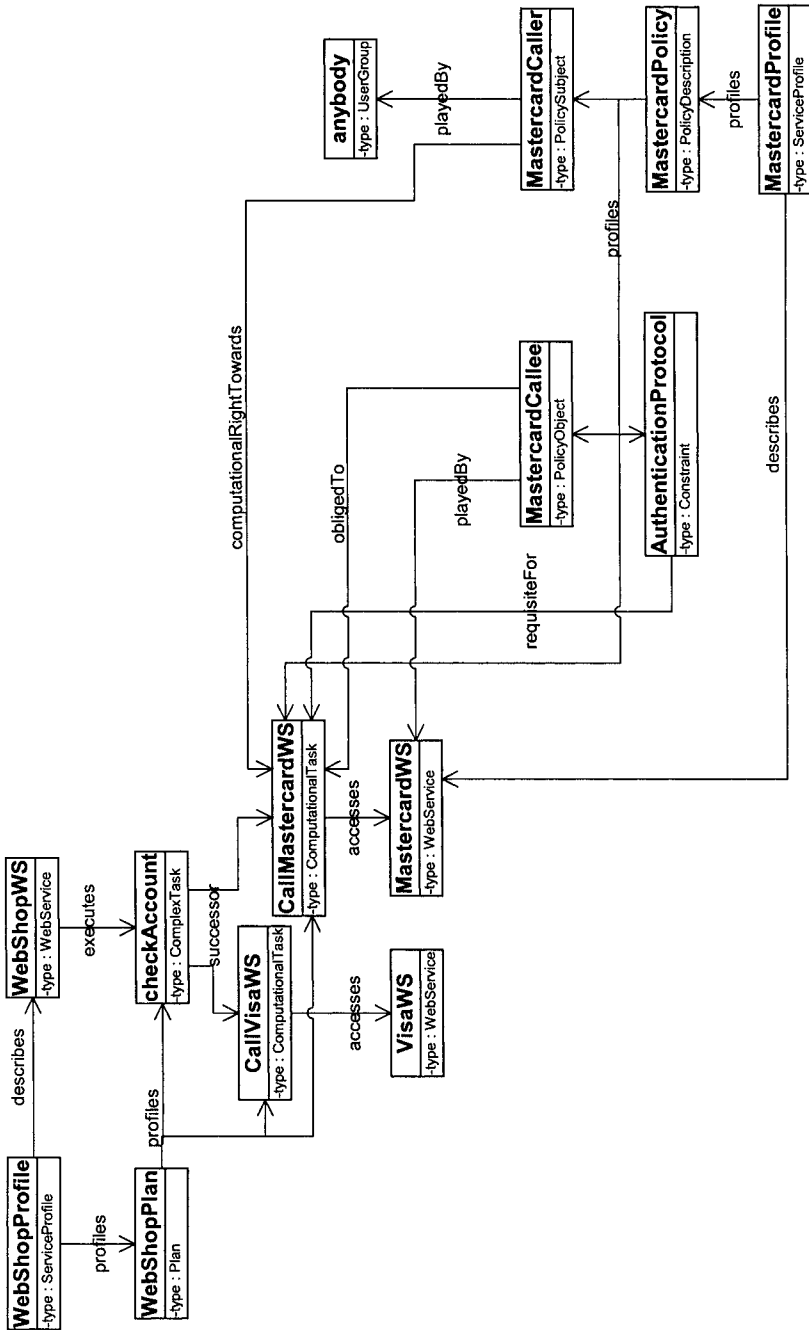 WebShopProfile
-type : ServiceProfile
describes
WebShopWS
-type : WebService
profiles
executes
WebShopPlan
-type : Plan
profiles
checkAccount
-type : ComplexTask
successor
CallVisaWS
-type : ComputationalTask
CallMastercardWS
-type : ComputationalTask
accesses
accesses
VisaWS
-type : WebService
MastercardWS
-type : WebService
computationalRightTowards
obligedTo
playedBy
requisiteFor
MastercardCallee
-type : PolicyObject
AuthenticationProtocol
-type : Constraint
anybody
-type : UserGroup
playedBy
MastercardCaller
-type : PolicySubject
profiles
MastercardPolicy
-type : PolicyDescription
profiles
MastercardProfile
-type : ServiceProfile
describes